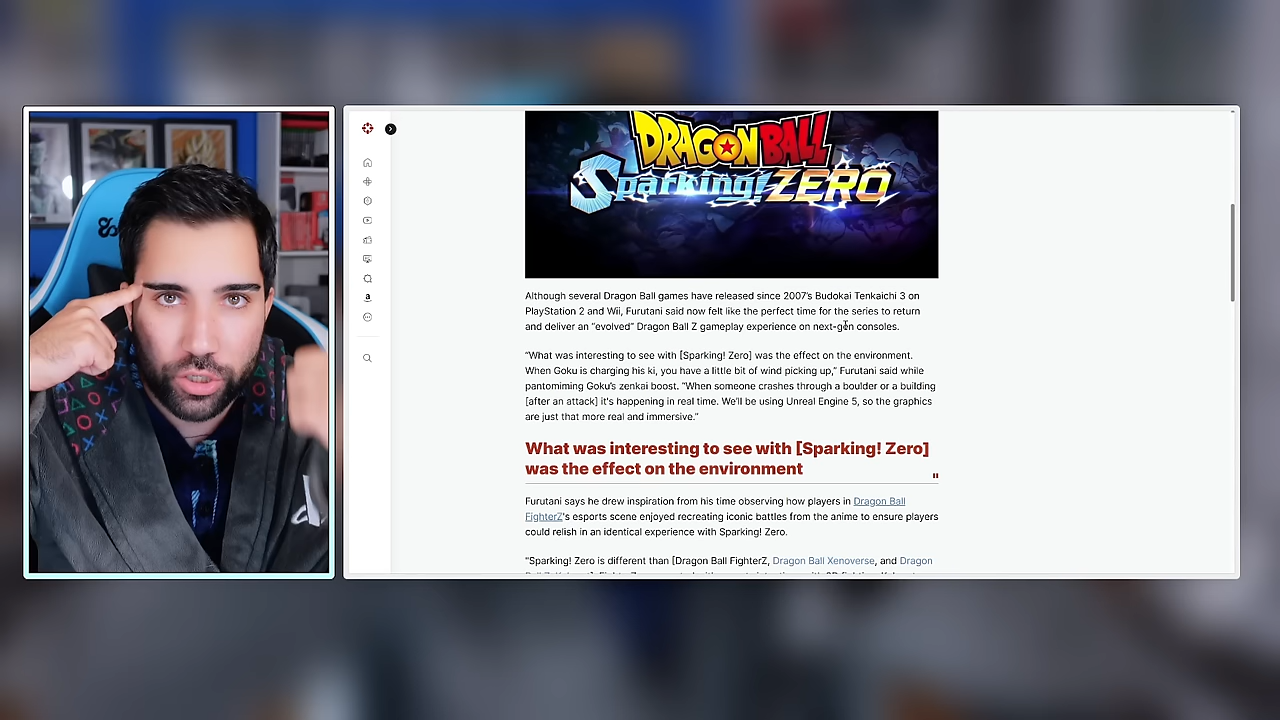 DRAGON BALL
Sparking! ZERO
Although several Dragon Ball games have released since 2007's Budokai Tenkaichi 3 on
PlayStation 2 and Wii, Furutani said now felt like the perfect time for the series to return
and deliver an "evolved" Dragon Ball Z gameplay experience on next-gen consoles.
"What was interesting to see with [Sparking! Zero] was the effect on the environment.
When Goku is charging his ki, you have a little bit of wind picking up," Furutani said while
pantomiming Goku's zenkai boost. "When someone crashes through a boulder or a building
[after an attack] it's happening in real time. We'll be using Unreal Engine 5, so the graphics
are just that more real and immersive."
What was interesting to see with [Sparking! Zero]
was the effect on the environment "
Furutani says he drew inspiration from his time observing how players in Dragon Ball
FighterZ's esports scene enjoyed recreating iconic battles from the anime to ensure players
could relish in an identical experience with Sparking! Zero.
"Sparking! Zero is different than [Dragon Ball FighterZ, Dragon Ball Xenoverse, and Dragon